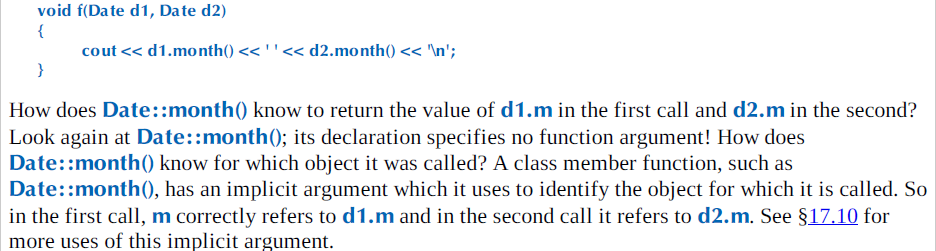 void f(Date d1, Date d2)
{
cout << d1.month() << ' ' << d2.month() << '\n';
}
How does Date::month() know to return the value of d1.m in the first call and d2.m in the second?
Look again at Date::month(); its declaration specifies no function argument! How does
Date::month() know for which object it was called? A class member function, such as
Date::month(), has an implicit argument which it uses to identify the object for which it is called. So
in the first call, m correctly refers to d1.m and in the second call it refers to d2.m. See §17.10 for
more uses of this implicit argument.